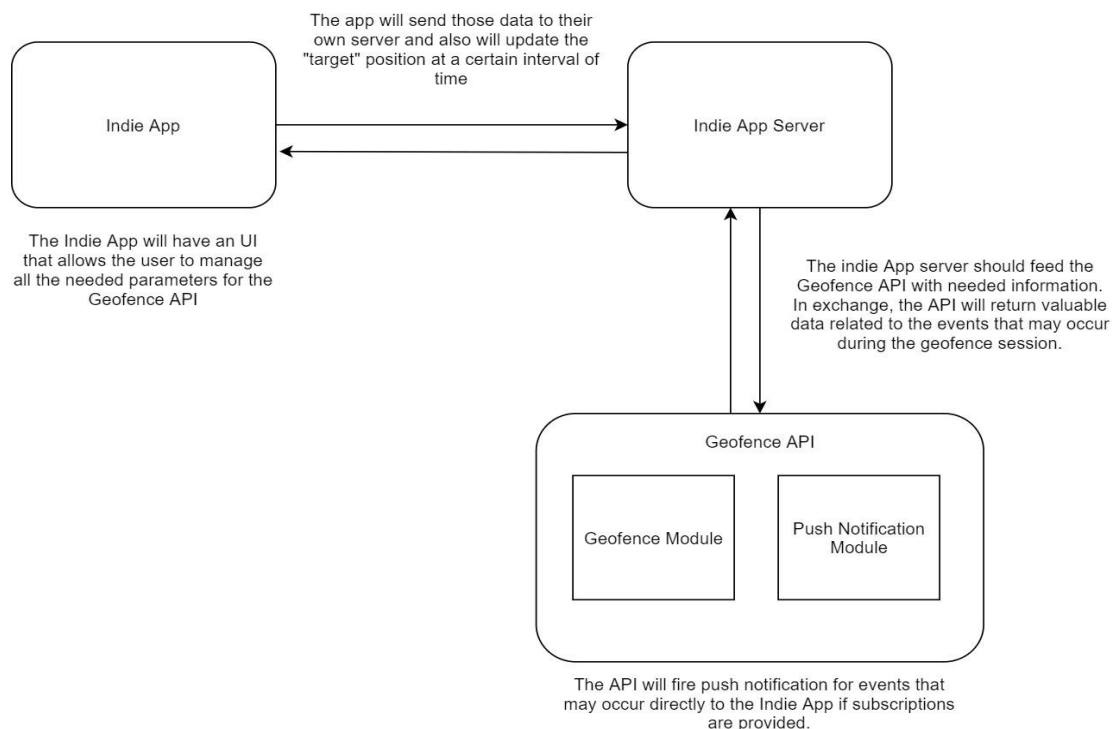 The app will send those data to their
own server and also will update the
"target" position at a certain interval of
time
Indie App
Indie App Server
The Indie App will have an UI
that allows the user to manage
all the needed parameters for the
Geofence API
The indie App server should feed the
Geofence API with needed information.
In exchange, the API will return valuable
data related to the events that may occur
during the geofence session.
Geofence API
Geofence Module
Push Notification
Module
The API will fire push notification for events that
may occur directly to the Indie App if subscriptions
are provided.